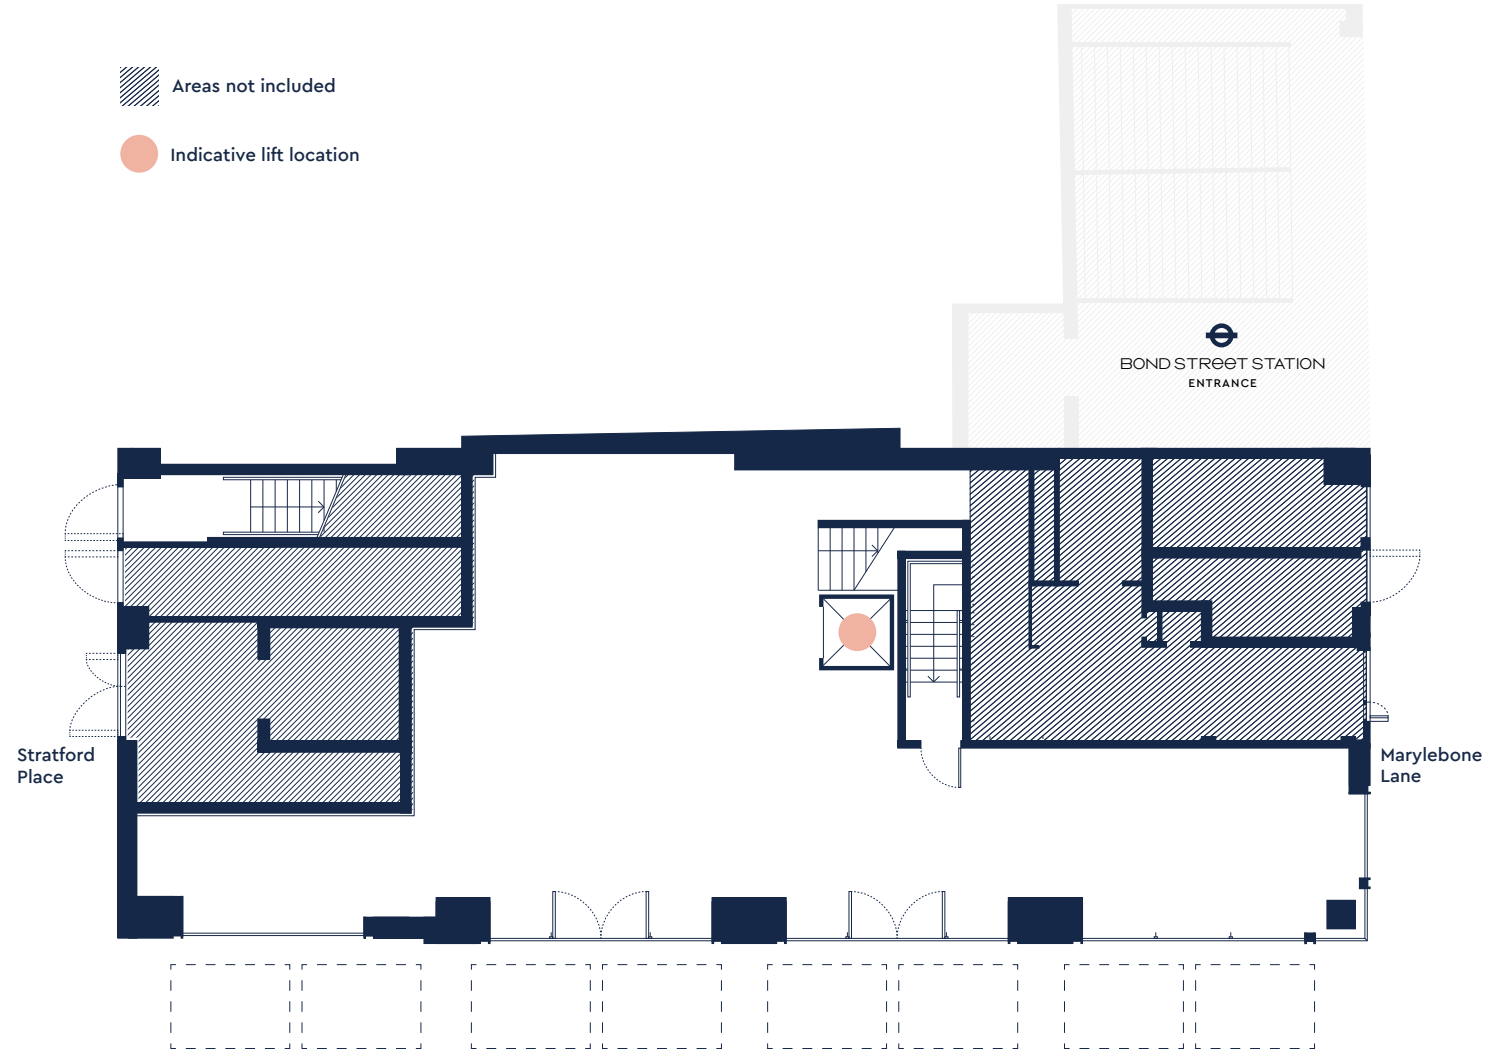 Areas not included
Indicative lift location
BOND STREET STATION
ENTRANCE
Stratford
Place
Marylebone
Lane